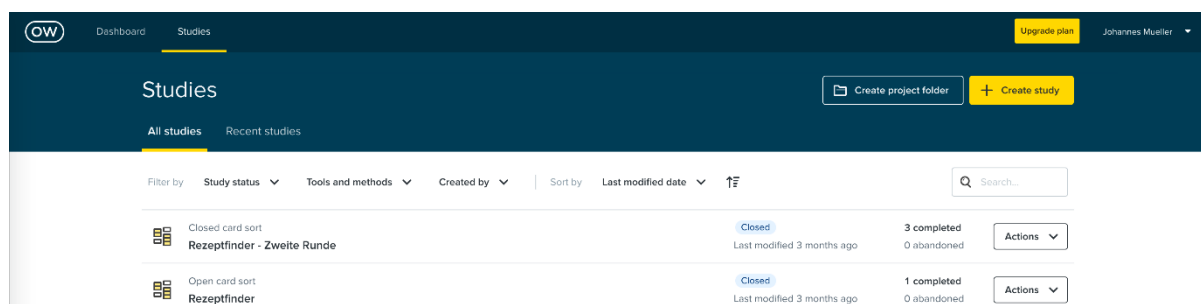 OW Dashboard Studies Upgrade plan Johannes Mueller
Studies Create project folder Create study
All studies Recent studies
Filter by Study status Tools and methods Created by Sort by Last modified date Search...
Closed card sort Closed 3 completed Actions
Rezeptfinder - Zweite Runde Last modified 3 months ago 0 abandoned
Open card sort Closed 1 completed Actions
Rezeptfinder Last modified 3 months ago 0 abandoned